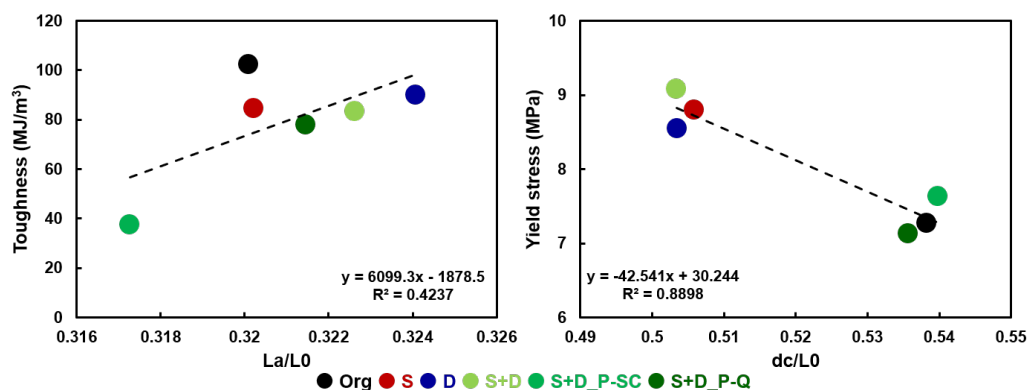 Toughness (MJ/m³)
120
100
80
60
40
20
0
0.316
0.318
0.320
0.322
0.324
0.326
La/L0
y = 6099.3x - 1878.5
R² = 0.4237
Yield stress (MPa)
10
9
8
7
6
0.49
0.5
0.51
0.52
0.53
0.54
0.55
dc/L0
y = -42.541x + 30.244
R² = 0.8898
Org S D S+D S+D_P-SC S+D_P-Q